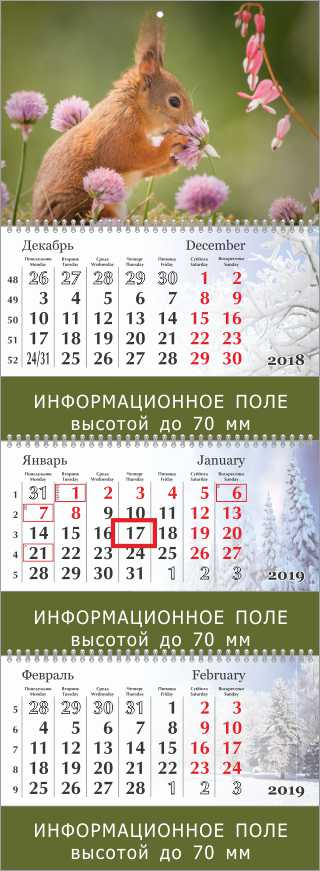 Декабрь December
Понедельник Вторник Среда Четверг Пятница Суббота Воскресенье
Monday Tuesday Wednesday Thursday Friday Saturday Sunday
48 26 27 28 29 30 1 2
49 3 4 5 6 7 8 9
50 10 11 12 13 14 15 16
51 17 18 19 20 21 22 23
52 24/31 25 26 27 28 29 30
2018
ИНФОРМАЦИОННОЕ ПОЛЕ
высотой до 70 мм
Январь January
Понедельник Вторник Среда Четверг Пятница Суббота Воскресенье
Monday Tuesday Wednesday Thursday Friday Saturday Sunday
1 31 1 2 3 4 5 6
2 7 8 9 10 11 12 13
3 14 15 16 17 18 19 20
4 21 22 23 24 25 26 27
5 28 29 30 31 1 2 3
2019
ИНФОРМАЦИОННОЕ ПОЛЕ
высотой до 70 мм
Февраль February
Понедельник Вторник Среда Четверг Пятница Суббота Воскресенье
Monday Tuesday Wednesday Thursday Friday Saturday Sunday
5 28 29 30 31 1 2 3
6 4 5 6 7 8 9 10
7 11 12 13 14 15 16 17
8 18 19 20 21 22 23 24
9 25 26 27 28 1 2 3
2019
ИНФОРМАЦИОННОЕ ПОЛЕ
высотой до 70 мм